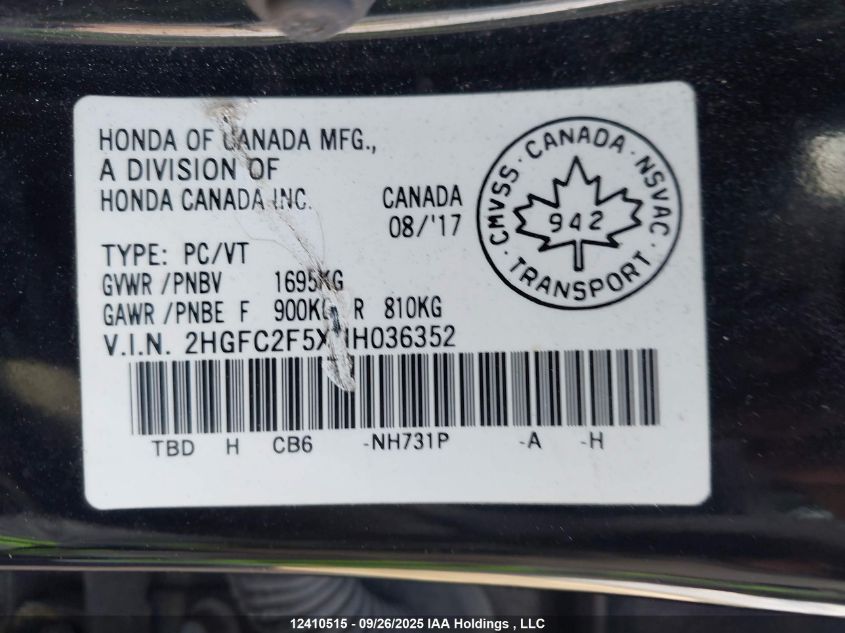 HONDA OF CANADA MFG.,
A DIVISION OF
HONDA CANADA INC. CANADA
08/'17
TYPE: PC/VT
GVWR /PNBV 1695KG
GAWR /PNBE F 900KG R 810KG
V.I.N. 2HGFC2F5XHH036352
TBD H CB6 -NH731P -A -H
CMVSS · CANADA · NSVAC · TRANSPORT ·
942
12410515 - 09/26/2025 IAA Holdings , LLC